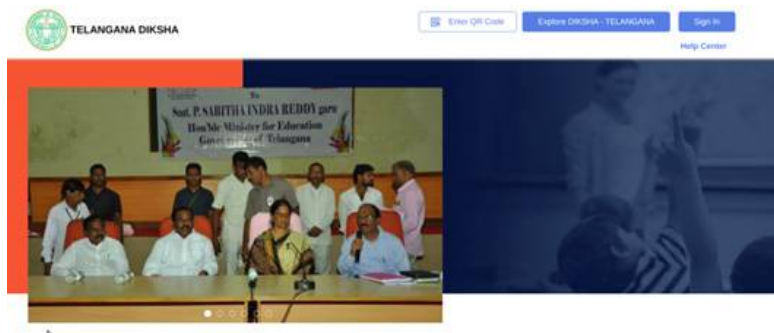 TELANGANA DIKSHA
Enter QR Code
Explore DIKSHA - TELANGANA
Sign In
Help Center
To
Smt. P. SABITHA INDRA REDDY garu
Hon'ble Minister for Education
Government of Telangana